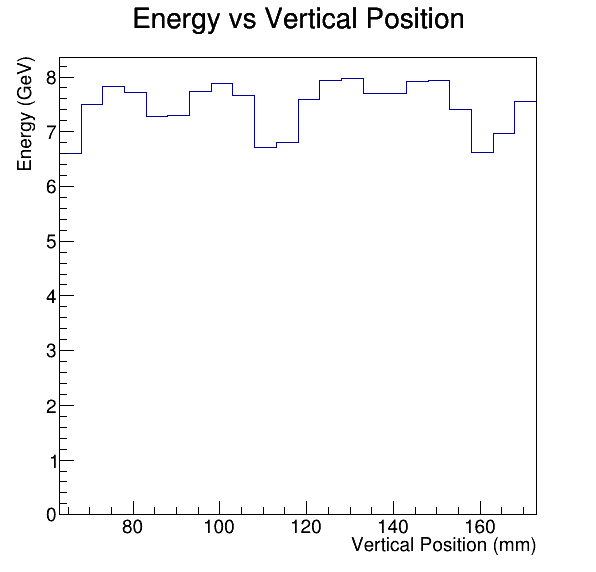 Energy vs Vertical Position
Energy (GeV)
8
7
6
5
4
3
2
1
0
80 100 120 140 160
Vertical Position (mm)